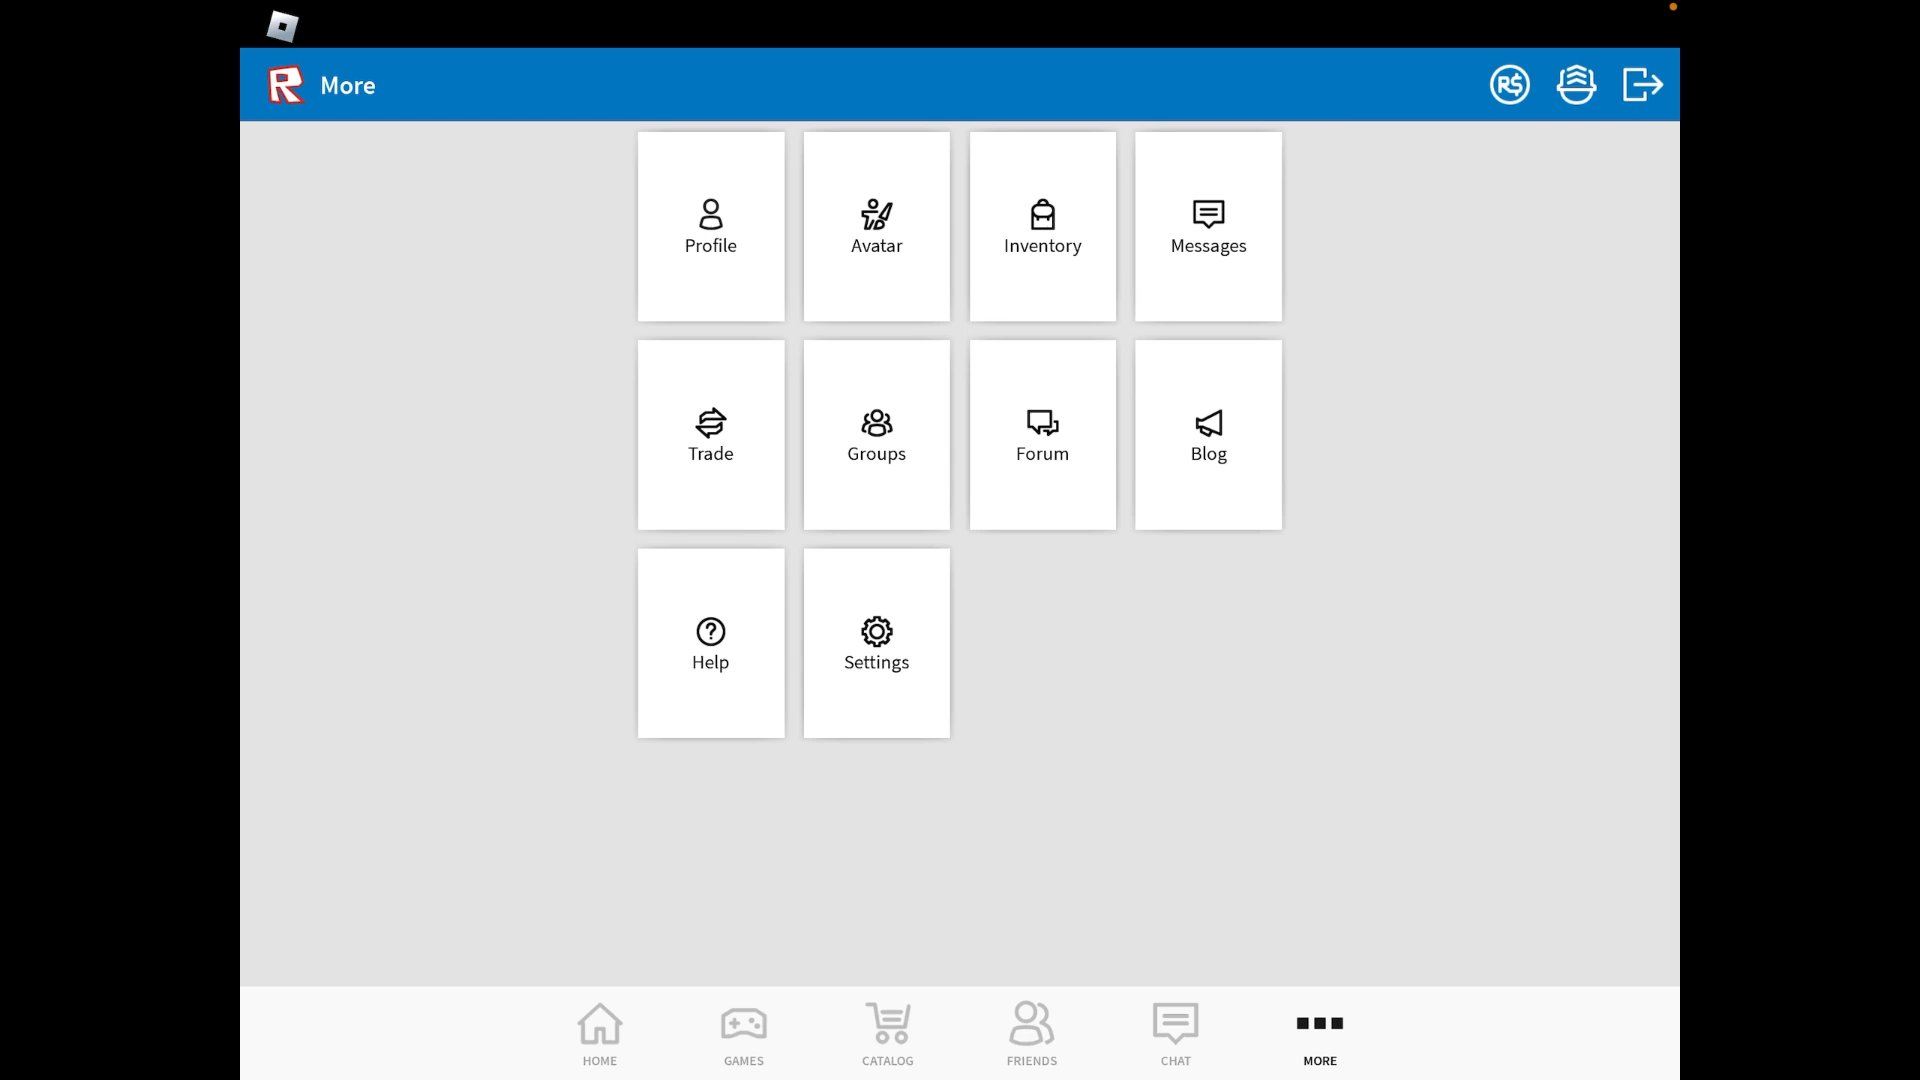 More
R$
Profile
Avatar
Inventory
Messages
Trade
Groups
Forum
Blog
Help
Settings
HOME
GAMES
CATALOG
FRIENDS
CHAT
MORE